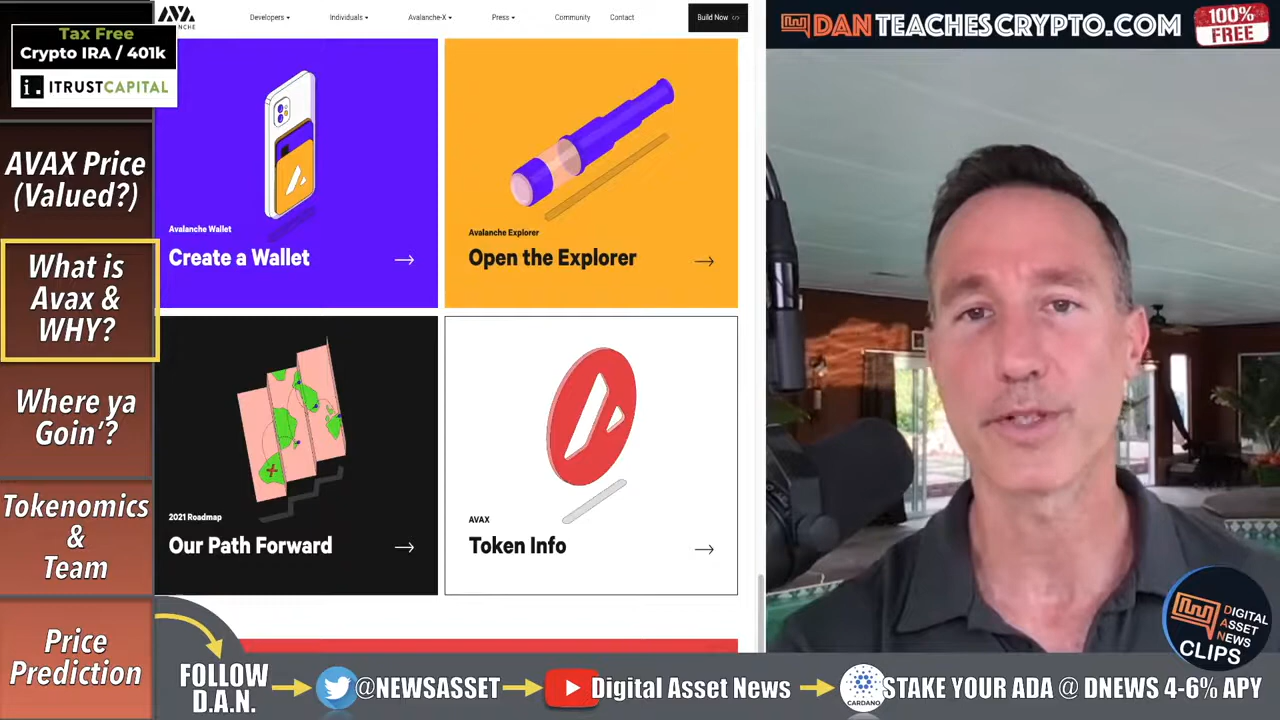 Tax Free
Crypto IRA / 401k
i. ITRUSTCAPITAL
AVAX Price
(Valued?)
What is
Avax &
WHY?
Where ya
Goin'?
Tokenomics
&
Team
Price
Prediction
Developers
Individuals
Avalanche-X
Press
Community
Contact
Build Now </>
Avalanche Wallet
Create a Wallet
Avalanche Explorer
Open the Explorer
2021 Roadmap
Our Path Forward
AVAX
Token Info
DANTEACHESCRYPTO.COM
100%
FREE
DIGITAL
ASSET
NEWS
CLIPS
FOLLOW
D.A.N.
@NEWSASSET
Digital Asset News
CARDANO
STAKE YOUR ADA @ DNEWS 4-6% APY